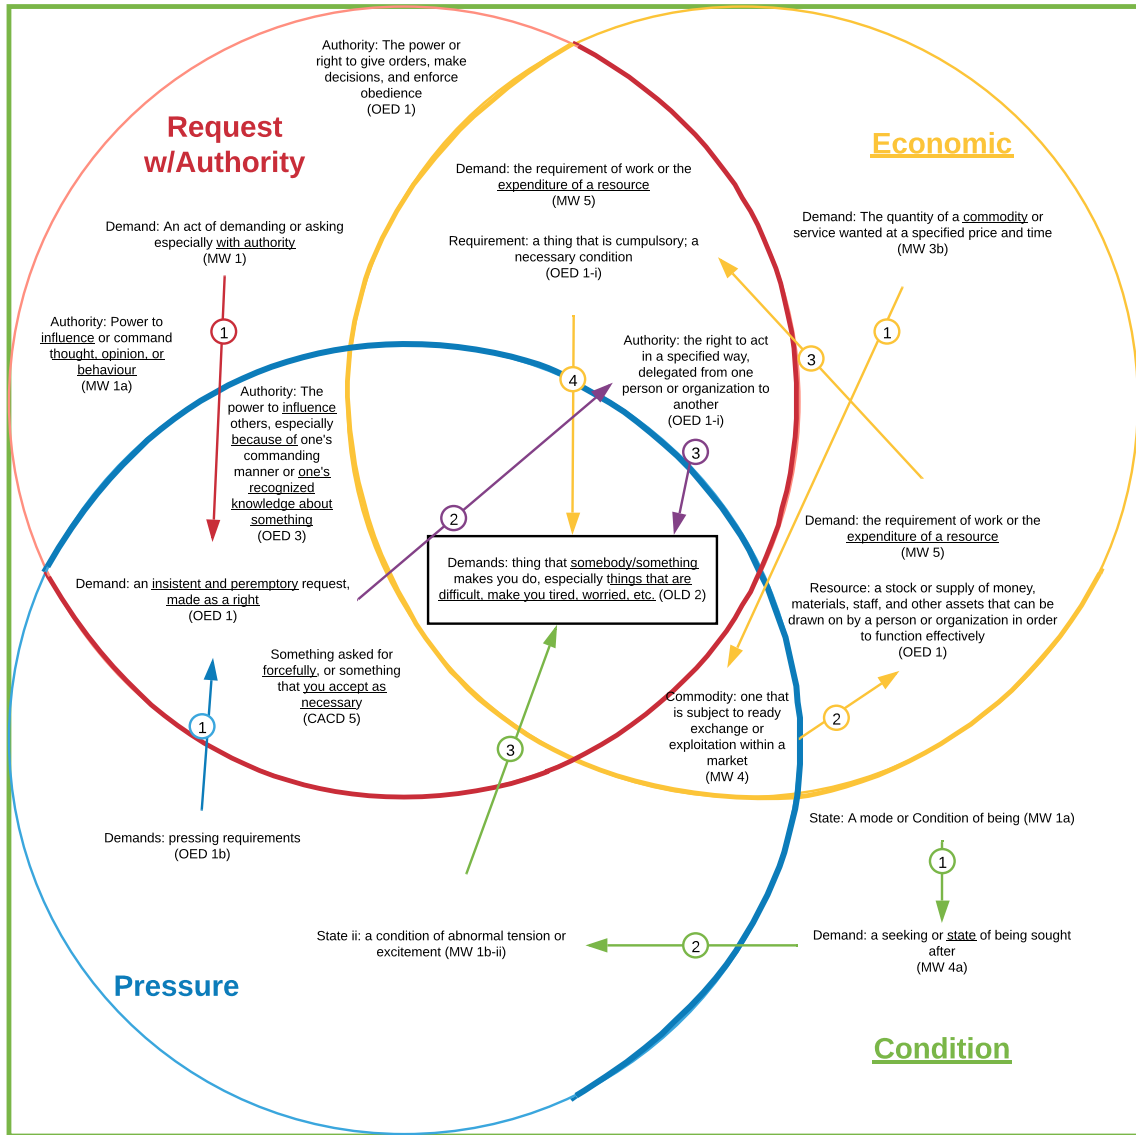 Authority: The power or
right to give orders, make
decisions, and enforce
obedience
(OED 1)
Request
w/Authority
Economic
Demand: the requirement of work or the
expenditure of a resource
(MW 5)
Requirement: a thing that is cumpulsory; a
necessary condition
(OED 1-i)
Demand: The quantity of a commodity or
service wanted at a specified price and time
(MW 3b)
Demand: An act of demanding or asking
especially with authority
(MW 1)
1
Authority: Power to
influence or command
thought, opinion, or
behaviour
(MW 1a)
Authority: The
power to influence
others, especially
because of one's
commanding
manner or one's
recognized
knowledge about
something
(OED 3)
4
Authority: the right to act
in a specified way,
delegated from one
person or organization to
another
(OED 1-i)
3
1
3
2
Demands: thing that somebody/something
makes you do, especially things that are
difficult, make you tired, worried, etc. (OLD 2)
Demand: the requirement of work or the
expenditure of a resource
(MW 5)
Resource: a stock or supply of money,
materials, staff, and other assets that can be
drawn on by a person or organization in order
to function effectively
(OED 1)
Demand: an insistent and peremptory request,
made as a right
(OED 1)
Something asked for
forcefully, or something
that you accept as
necessary
(CACD 5)
1
3
Commodity: one that
is subject to ready
exchange or
exploitation within a
market
(MW 4)
2
Demands: pressing requirements
(OED 1b)
State: A mode or Condition of being (MW 1a)
1
State ii: a condition of abnormal tension or
excitement (MW 1b-ii)
2
Demand: a seeking or state of being sought
after
(MW 4a)
Pressure
Condition